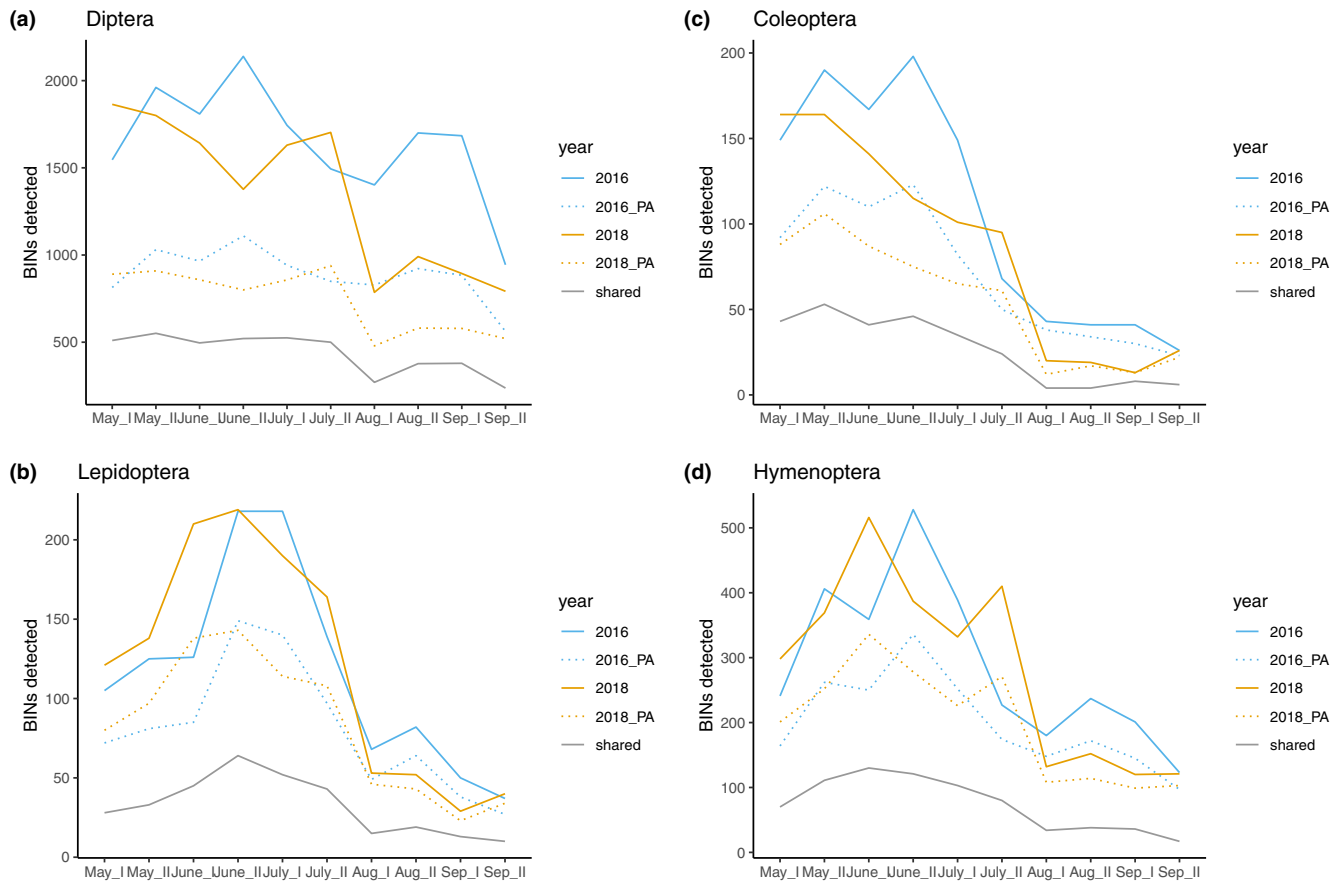 (a) Diptera
BINs detected
2000
1500
1000
500
May_I May_II June_I June_II July_I July_II Aug_I Aug_II Sep_I Sep_II
year
2016
2016_PA
2018
2018_PA
shared
(c) Coleoptera
BINs detected
200
150
100
50
0
May_I May_II June_I June_II July_I July_II Aug_I Aug_II Sep_I Sep_II
year
2016
2016_PA
2018
2018_PA
shared
(b) Lepidoptera
BINs detected
200
150
100
50
0
May_I May_II June_I June_II July_I July_II Aug_I Aug_II Sep_I Sep_II
year
2016
2016_PA
2018
2018_PA
shared
(d) Hymenoptera
BINs detected
500
400
300
200
100
0
May_I May_II June_I June_II July_I July_II Aug_I Aug_II Sep_I Sep_II
year
2016
2016_PA
2018
2018_PA
shared